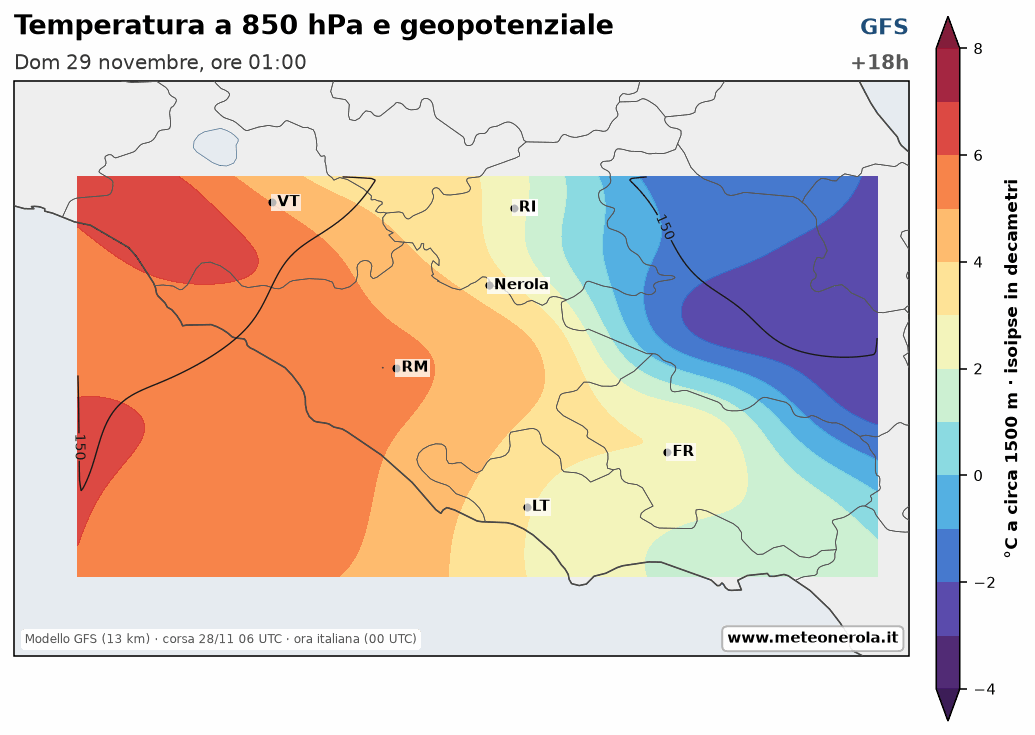 Temperatura a 850 hPa e geopotenziale
GFS
Dom 29 novembre, ore 01:00
+18h
VT
RI
150
Nerola
RM
150
FR
LT
Modello GFS (13 km) · corsa 28/11 06 UTC · ora italiana (00 UTC)
www.meteonerola.it
8
6
4
2
0
−2
−4
°C a circa 1500 m · isoipse in decametri